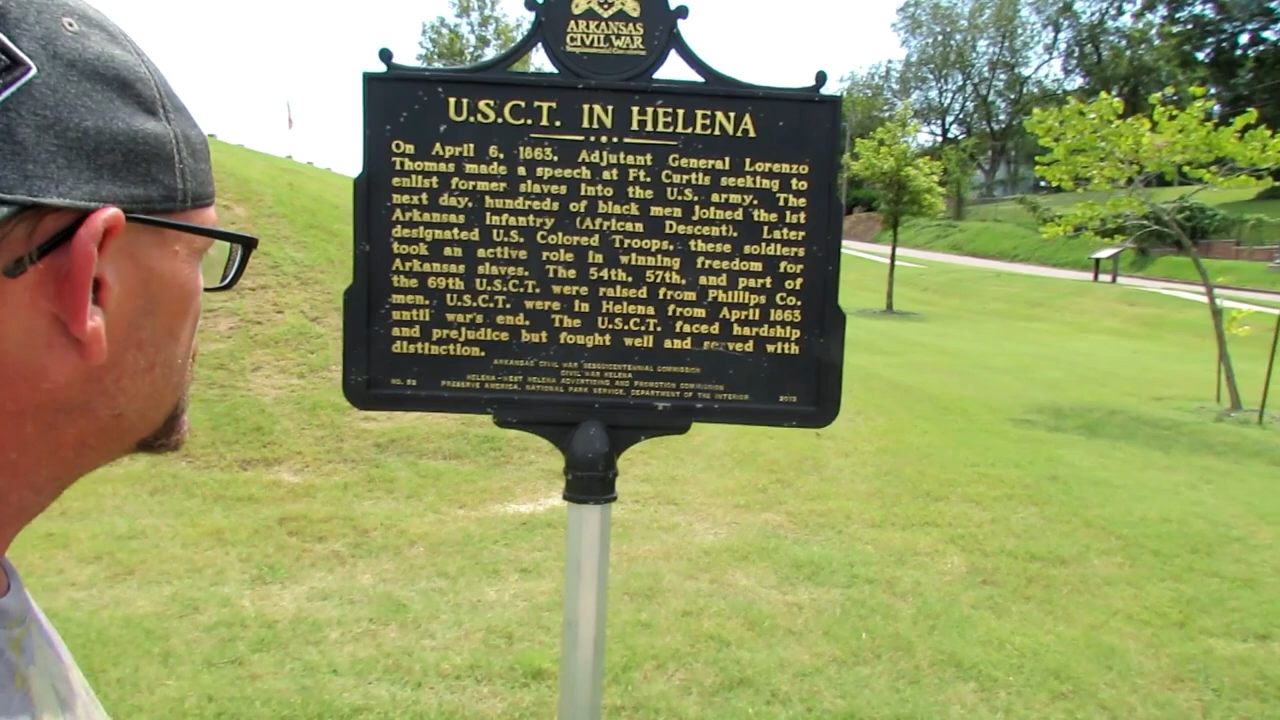 ARKANSAS
CIVIL WAR
Sesquicentennial Commission
U.S.C.T. IN HELENA
On April 6, 1863, Adjutant General Lorenzo
Thomas made a speech at Ft. Curtis seeking to
enlist former slaves into the U.S. army. The
next day, hundreds of black men joined the 1st
Arkansas Infantry (African Descent). Later
designated U.S. Colored Troops, these soldiers
took an active role in winning freedom for
Arkansas slaves. The 54th, 57th, and part of
the 69th U.S.C.T. were raised from Phillips Co.
men. U.S.C.T. were in Helena from April 1863
until war's end. The U.S.C.T. faced hardship
and prejudice but fought well and served with
distinction.
ARKANSAS CIVIL WAR SESQUICENTENNIAL COMMISSION
CIVIL WAR HELENA
HELENA-WEST HELENA ADVERTISING AND PROMOTION COMMISSION
PRESERVE AMERICA, NATIONAL PARK SERVICE, DEPARTMENT OF THE INTERIOR
2013